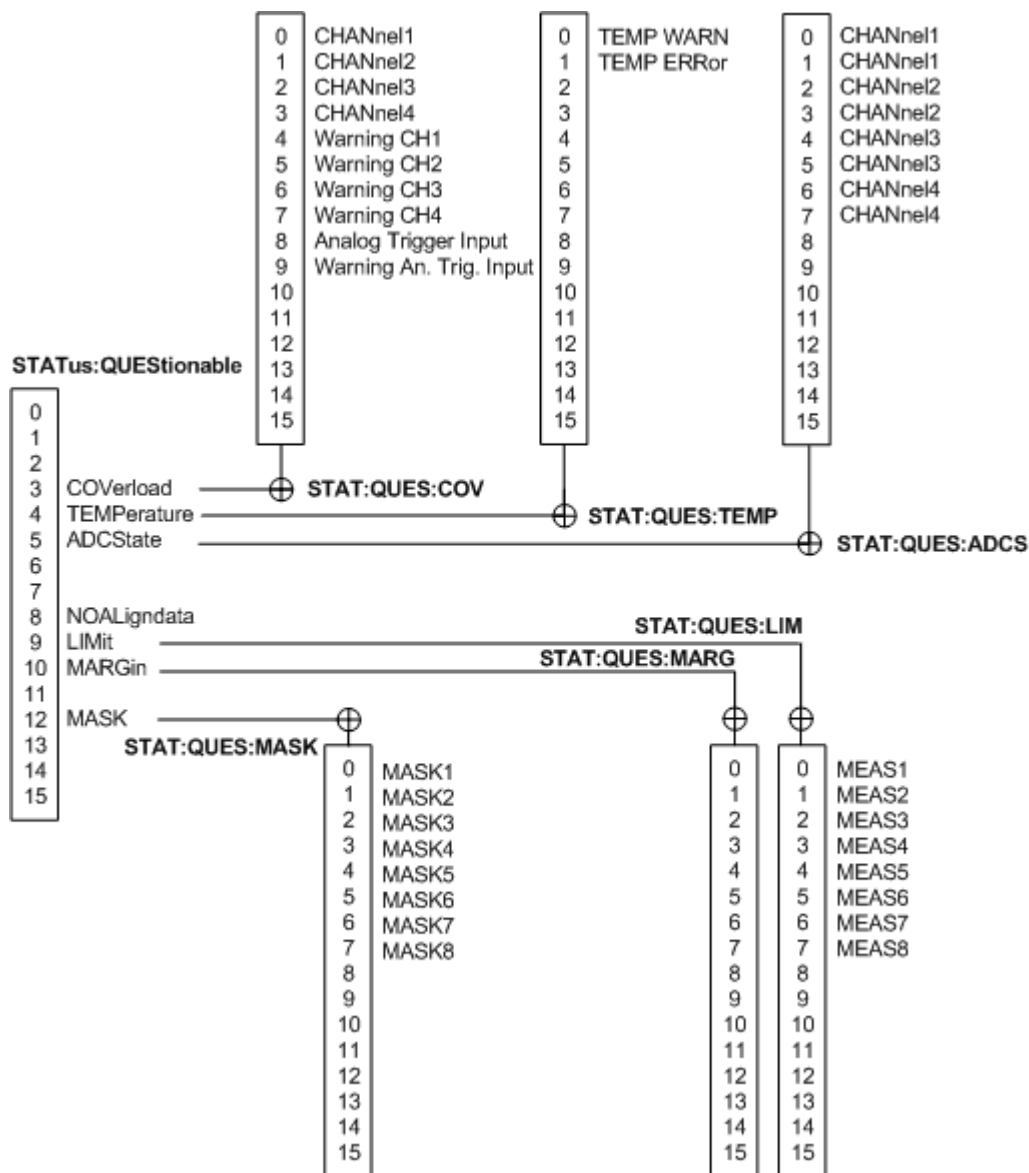 0 CHANnel1
1 CHANnel2
2 CHANnel3
3 CHANnel4
4 Warning CH1
5 Warning CH2
6 Warning CH3
7 Warning CH4
8 Analog Trigger Input
9 Warning An. Trig. Input
10
11
12
13
14
15
0 TEMP WARN
1 TEMP ERRor
2
3
4
5
6
7
8
9
10
11
12
13
14
15
0 CHANnel1
1 CHANnel1
2 CHANnel2
3 CHANnel2
4 CHANnel3
5 CHANnel3
6 CHANnel4
7 CHANnel4
8
9
10
11
12
13
14
15
STATus:QUEStionable
0
1
2
3 COVerload
4 TEMPerature
5 ADCState
6
7
8 NOALigndata
9 LIMit
10 MARGin
11
12 MASK
13
14
15
STAT:QUES:COV
STAT:QUES:TEMP
STAT:QUES:ADCS
STAT:QUES:LIM
STAT:QUES:MARG
STAT:QUES:MASK
0 MASK1
1 MASK2
2 MASK3
3 MASK4
4 MASK5
5 MASK6
6 MASK7
7 MASK8
8
9
10
11
12
13
14
15
0
1
2
3
4
5
6
7
8
9
10
11
12
13
14
15
0 MEAS1
1 MEAS2
2 MEAS3
3 MEAS4
4 MEAS5
5 MEAS6
6 MEAS7
7 MEAS8
8
9
10
11
12
13
14
15